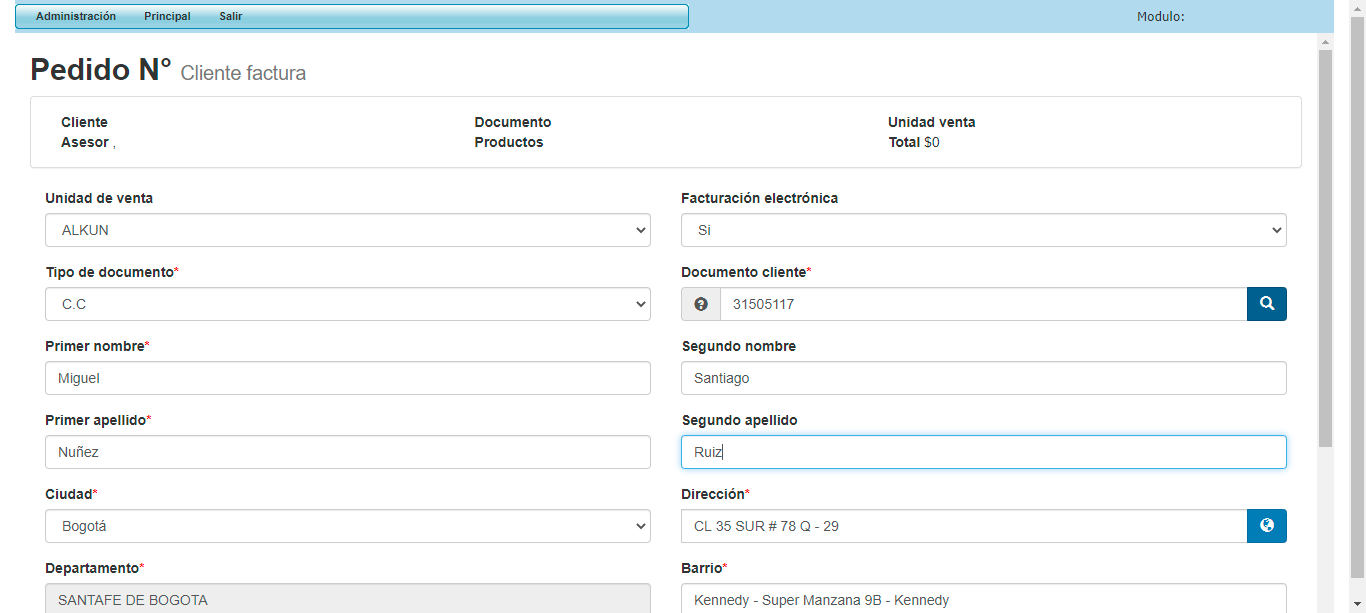 Administración Principal Salir Modulo:
Pedido N° Cliente factura
Cliente Documento Unidad venta
Asesor , Productos Total $0
Unidad de venta Facturación electrónica
ALKUN Si
Tipo de documento* Documento cliente*
C.C 31505117
Primer nombre* Segundo nombre
Miguel Santiago
Primer apellido* Segundo apellido
Nuñez Ruiz
Ciudad* Dirección*
Bogotá CL 35 SUR # 78 Q - 29
Departamento* Barrio*
SANTAFE DE BOGOTA Kennedy - Super Manzana 9B - Kennedy